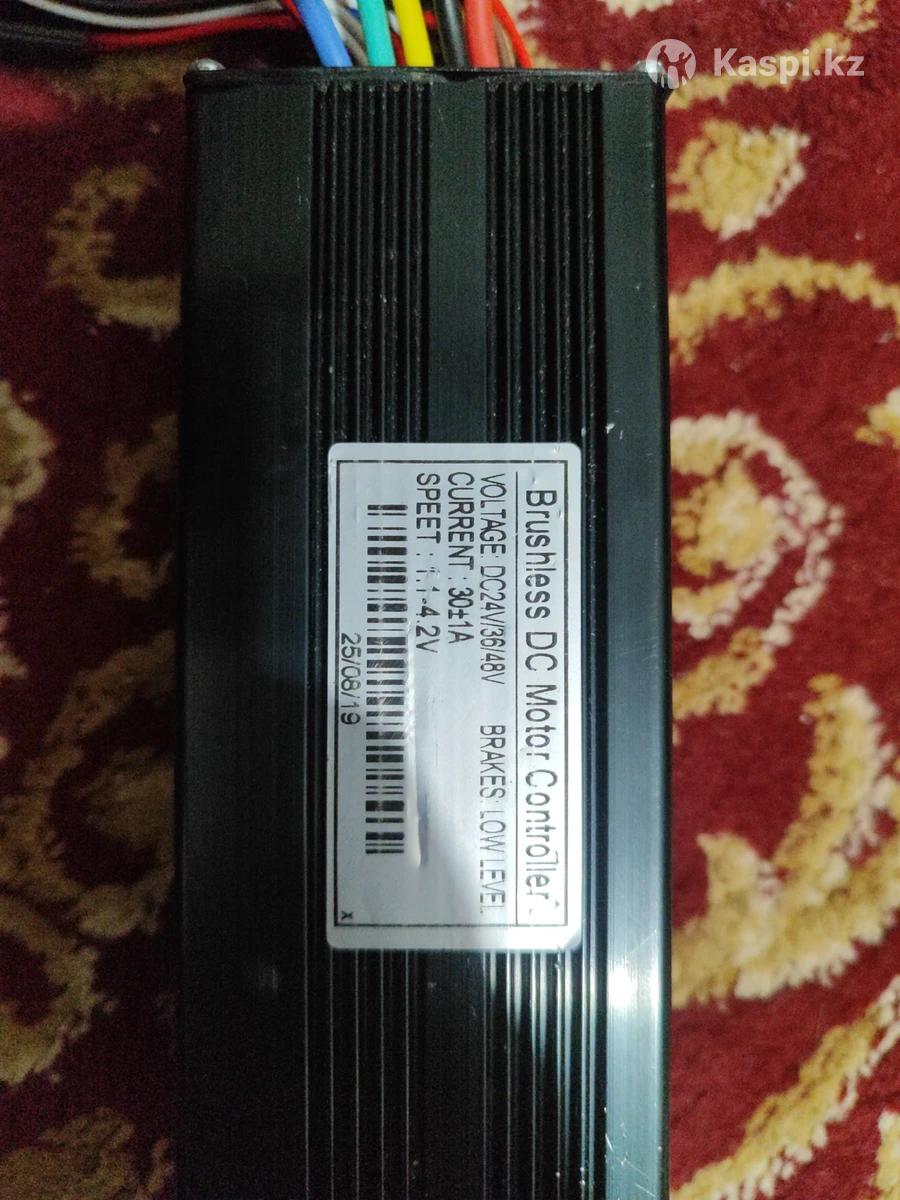 Kaspi.kz
Brushless DC Motor Controller
VOLTAGE: DC24V/36/48V BRAKES: LOW LEVEL
CURRENT : 30±1A
SPEET : 1.1-4.2V
25/08/19
x